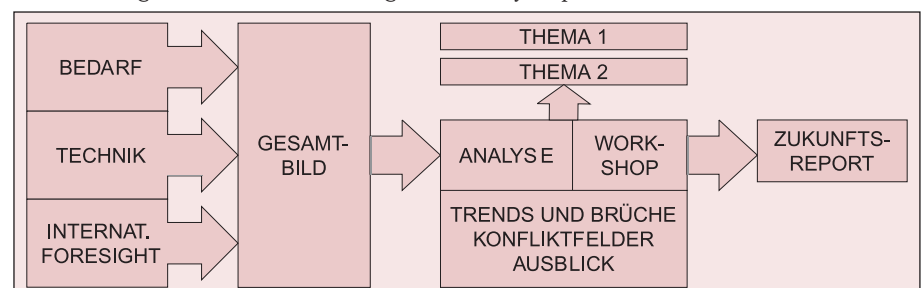 BEDARF
TECHNIK
INTERNAT.
FORESIGHT
GESAMT-
BILD
THEMA 1
THEMA 2
ANALYSE
WORK-
SHOP
TRENDS UND BRÜCHE
KONFLIKTFELDER
AUSBLICK
ZUKUNFTS-
REPORT